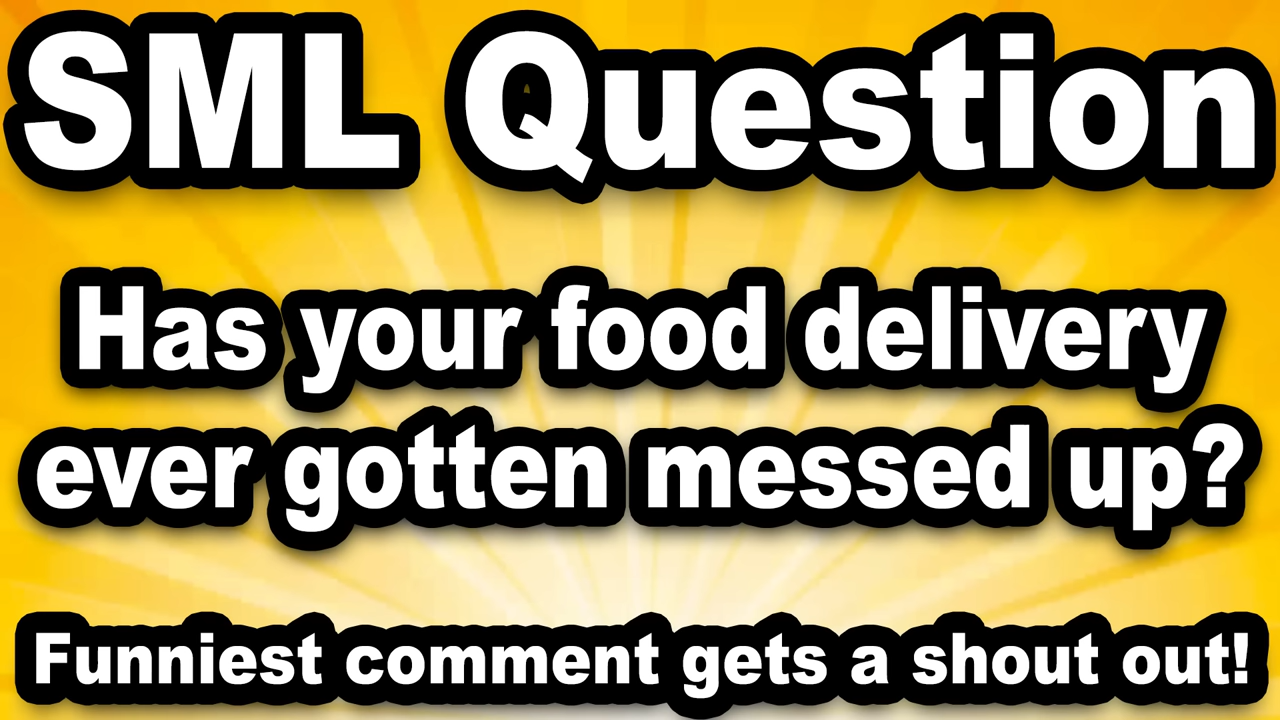 SML Question
Has your food delivery
ever gotten messed up?
Funniest comment gets a shout out!